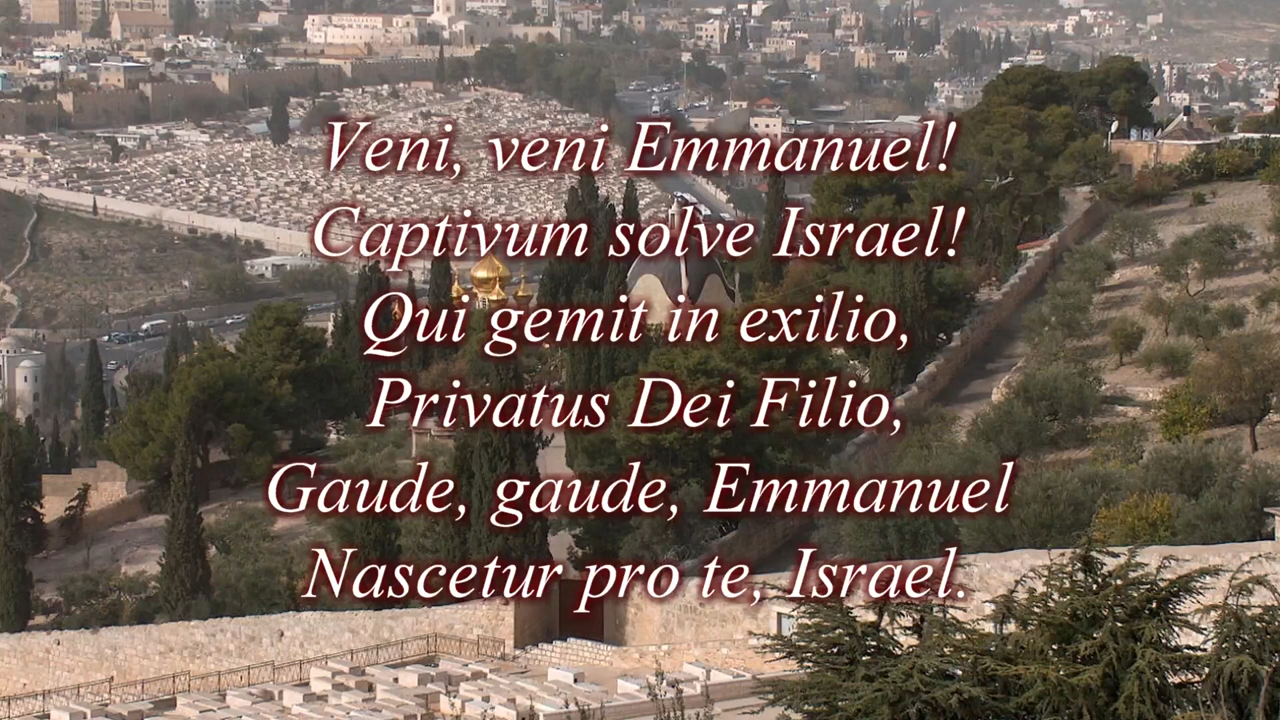 Veni, veni Emmanuel!
Captivum solve Israel!
Qui gemit in exilio,
Privatus Dei Filio,
Gaude, gaude, Emmanuel
Nascetur pro te, Israel.